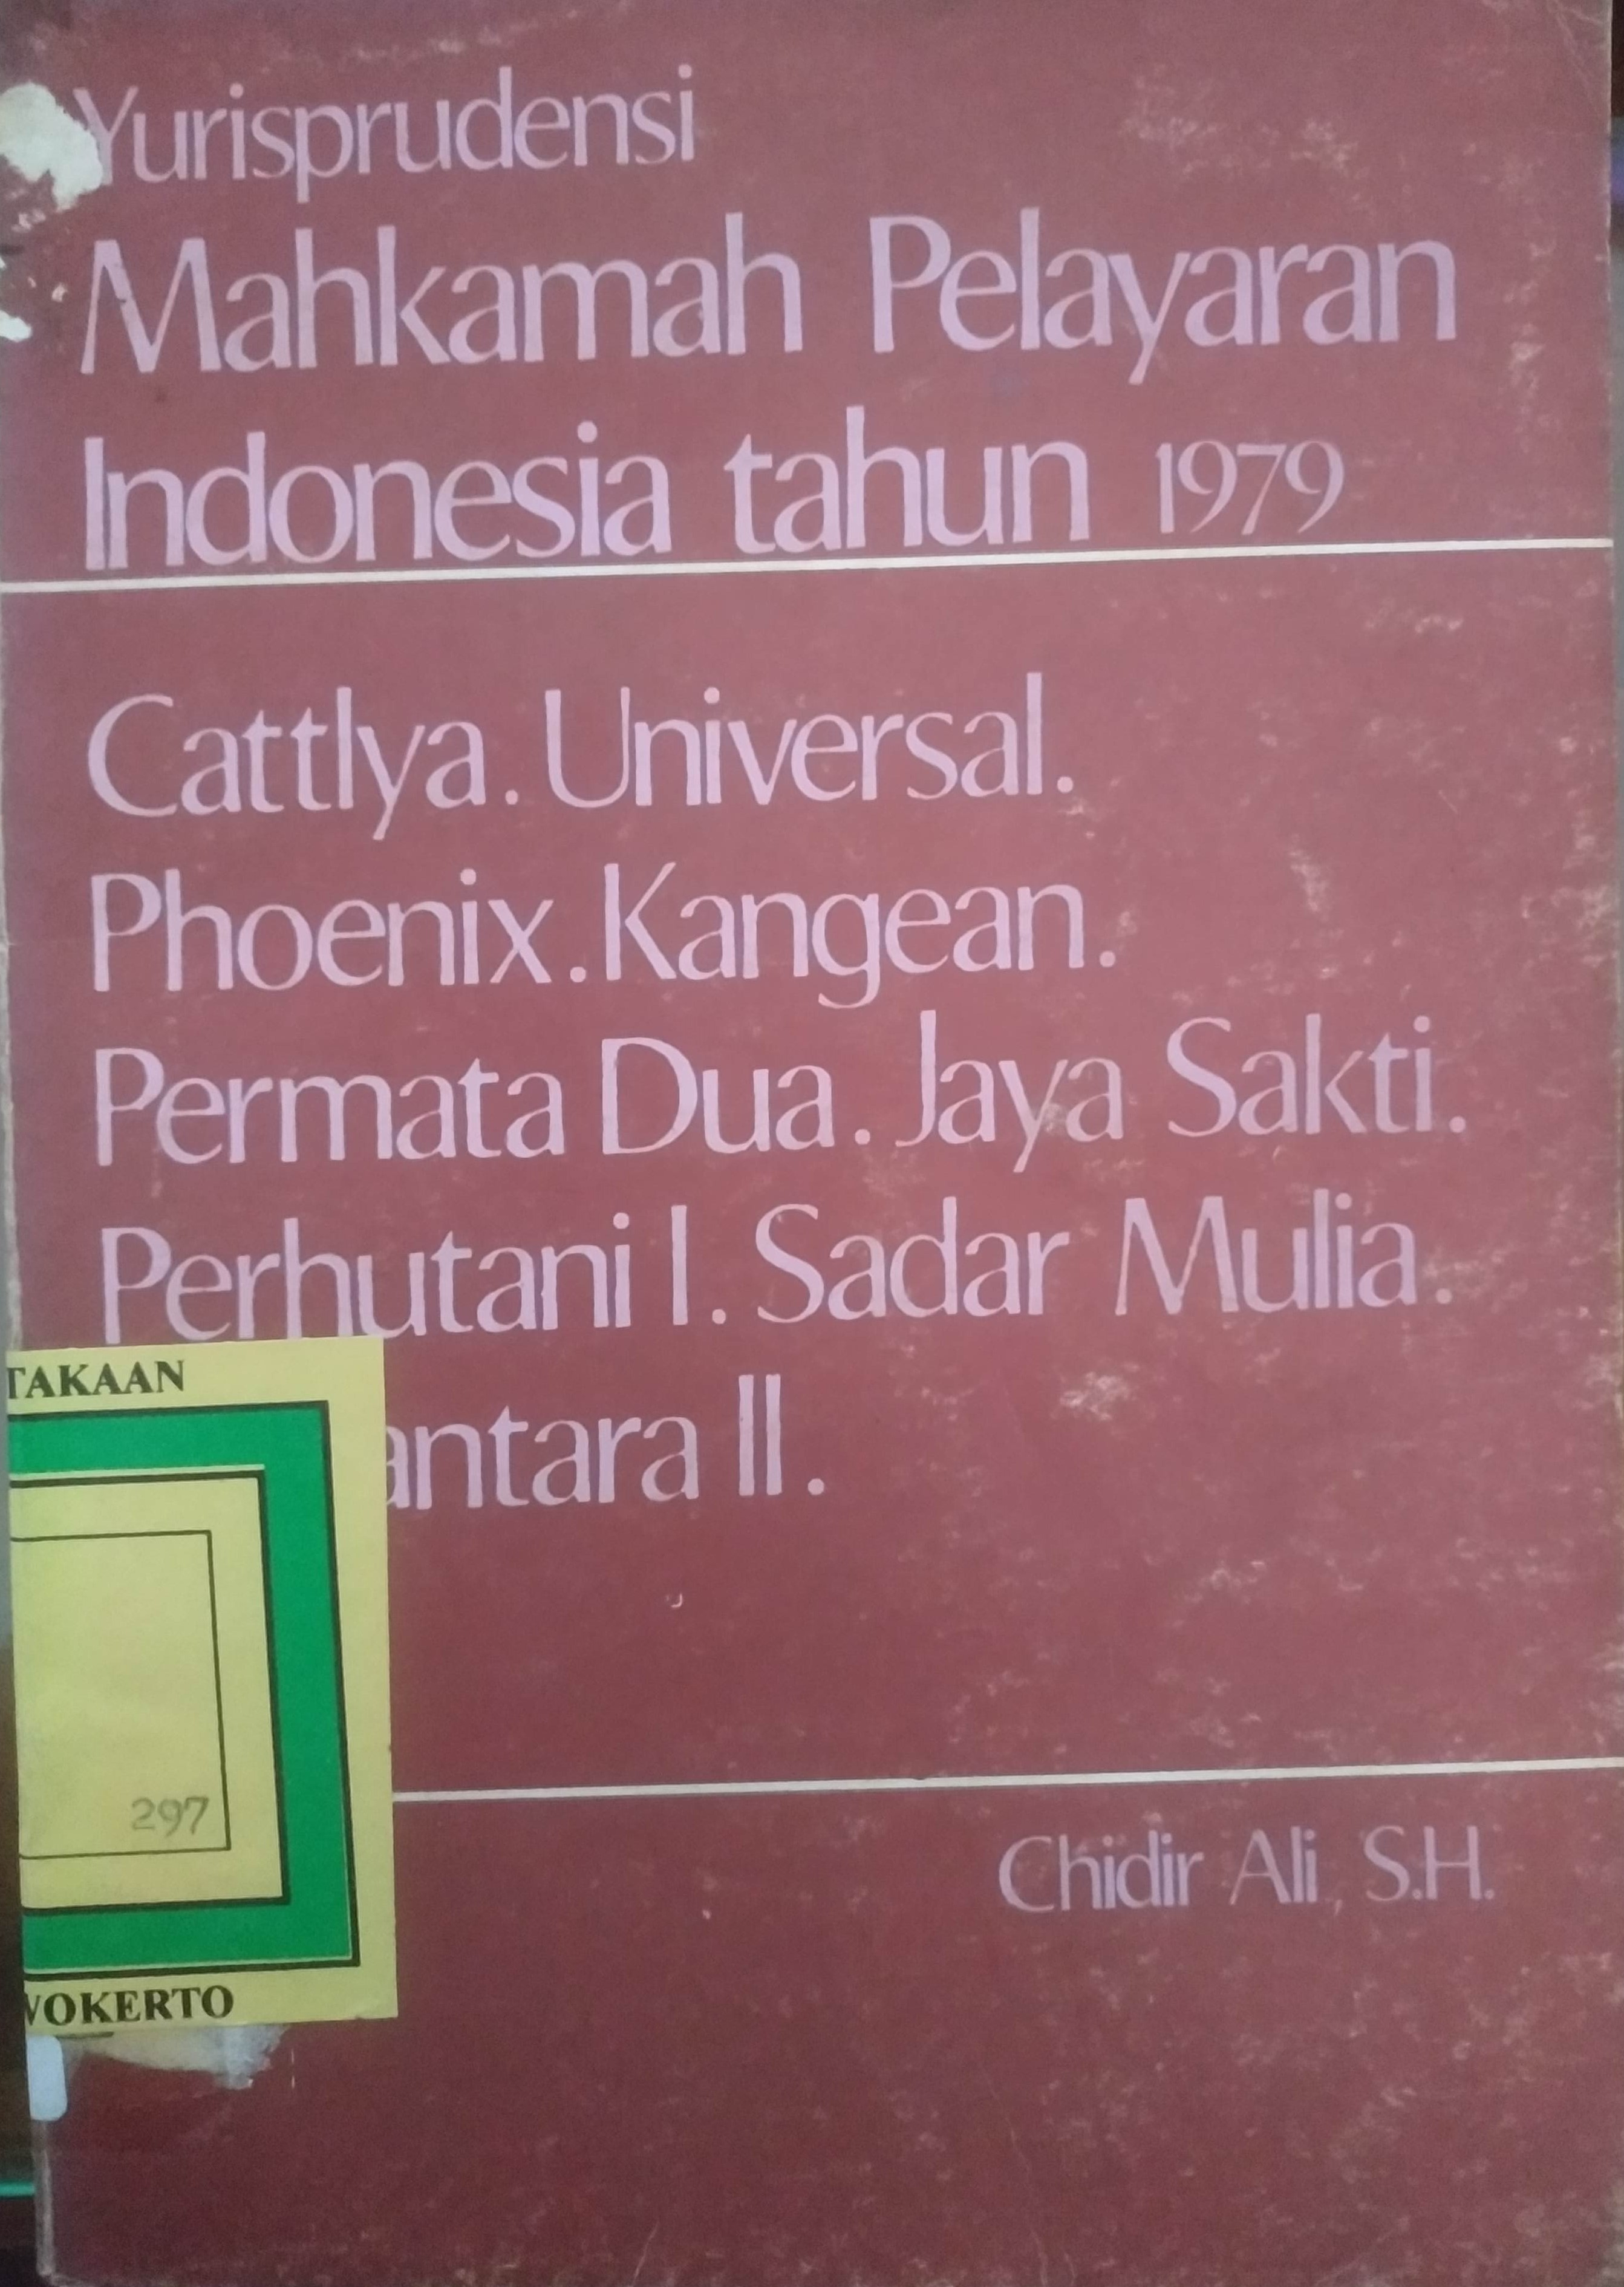 Yurisprudensi
Mahkamah Pelayaran
Indonesia tahun 1979
Cattlya. Universal.
Phoenix. Kangean.
Permata Dua. Jaya Sakti.
Perhutani I. Sadar Mulia.
antara II.
TAKAAN
297
WOKERTO
Chidir Ali, S.H.